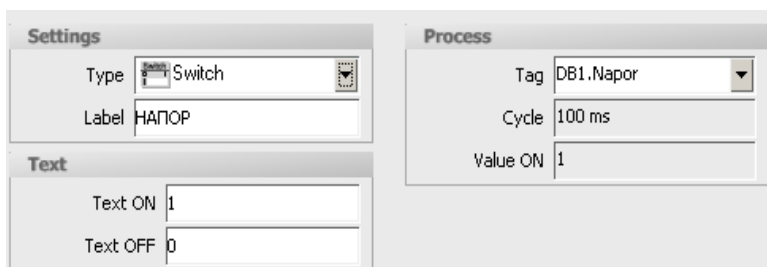 Settings
Type Switch
Label НАПОР
Text
Text ON 1
Text OFF 0
Process
Tag DB1.Napor
Cycle 100 ms
Value ON 1